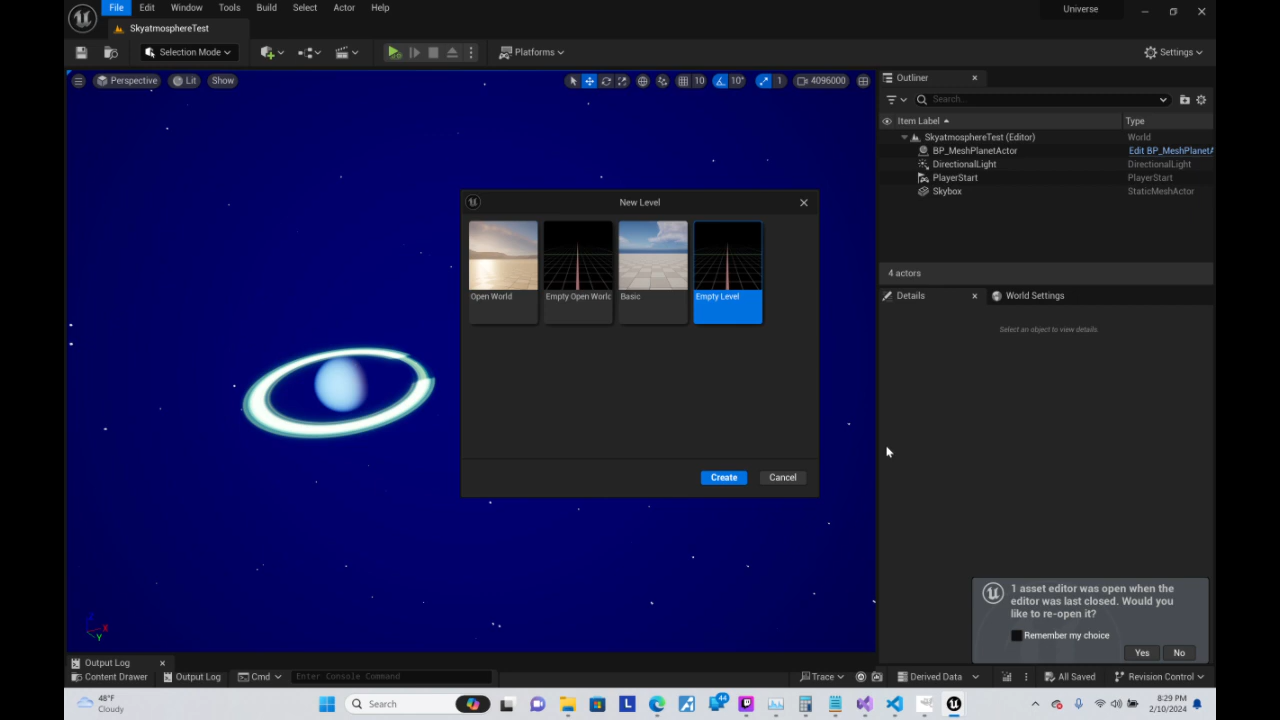 File Edit Window Tools Build Select Actor Help
Universe
SkyatmosphereTest
Selection Mode
Platforms
Settings
Perspective Lit Show
10 10° 1 4096000
Outliner
Search...
Item Label Type
SkyatmosphereTest (Editor) World
BP_MeshPlanetActor Edit BP_MeshPlanetA
DirectionalLight DirectionalLight
PlayerStart PlayerStart
Skybox StaticMeshActor
4 actors
Details World Settings
Select an object to view details.
New Level
Open World Empty Open World Basic Empty Level
Create Cancel
1 asset editor was open when the
editor was last closed. Would you
like to re-open it?
Remember my choice
Yes No
X
Y
Output Log
Content Drawer Output Log Cmd Enter Console Command
Trace Derived Data All Saved Revision Control
48°F
Cloudy
Search
44
8:29 PM
2/10/2024